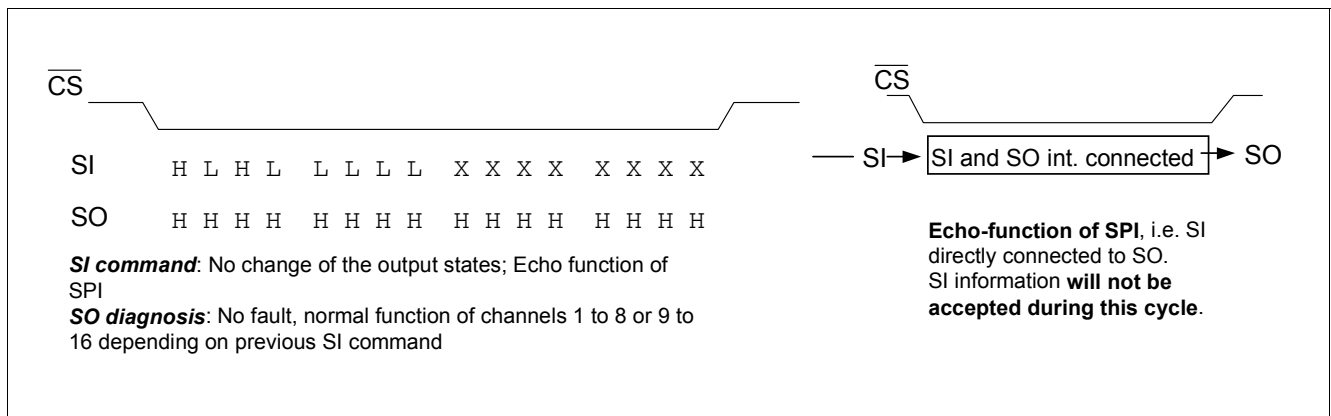 CS
SI H L H L L L L L X X X X X X X X
SO H H H H H H H H H H H H H H H H
SI command: No change of the output states; Echo function of
SPI
SO diagnosis: No fault, normal function of channels 1 to 8 or 9 to
16 depending on previous SI command
CS
SI SI and SO int. connected SO
Echo-function of SPI, i.e. SI
directly connected to SO.
SI information will not be
accepted during this cycle.